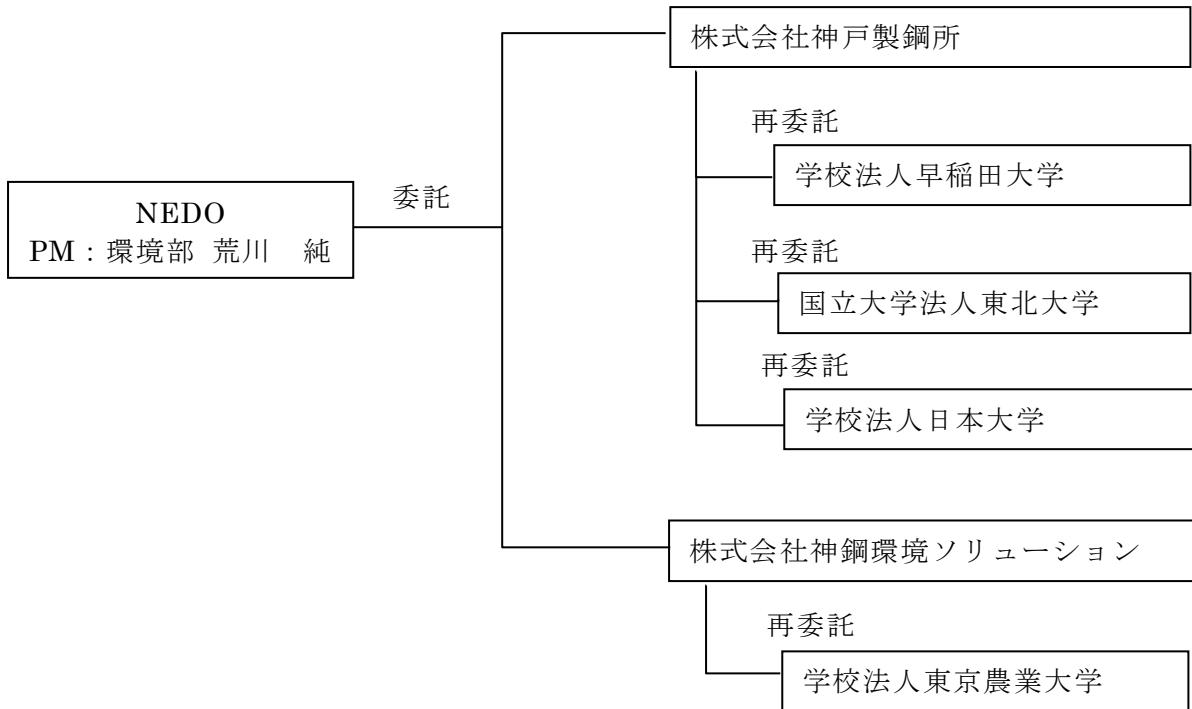 株式会社神戸製鋼所
再委託
学校法人早稲田大学
NEDO
PM：環境部 荒川　純
委託
再委託
国立大学法人東北大学
再委託
学校法人日本大学
株式会社神鋼環境ソリューション
再委託
学校法人東京農業大学